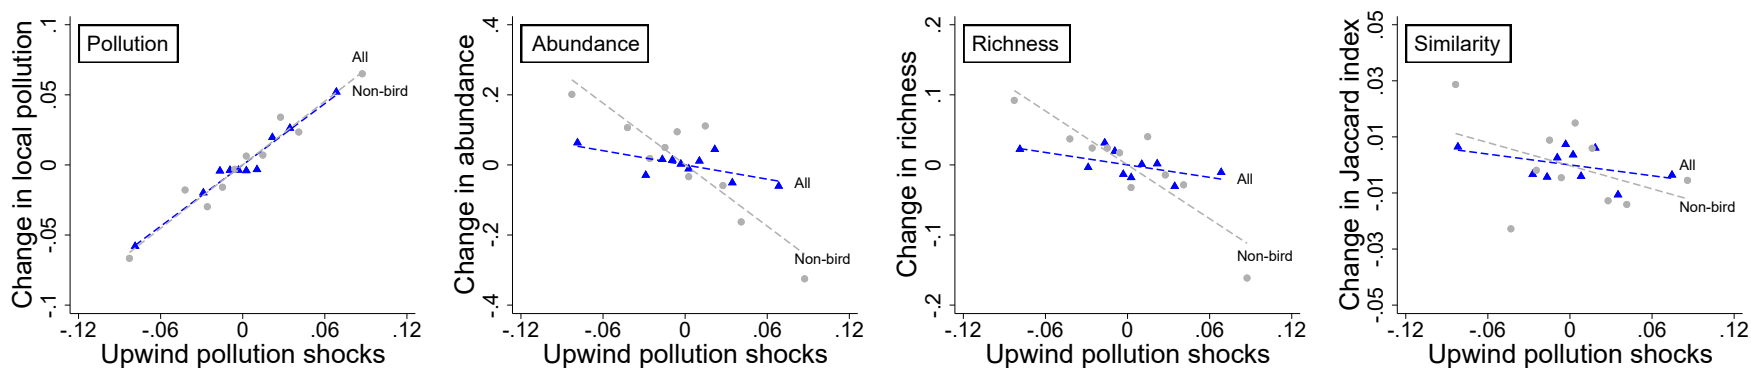 Change in local pollution
.1
.05
0
-.05
-.1
Pollution
All
Non-bird
-.12
-.06
0
.06
.12
Upwind pollution shocks
Change in abundance
.4
.2
0
-.2
-.4
Abundance
All
Non-bird
-.12
-.06
0
.06
.12
Upwind pollution shocks
Change in richness
.2
.1
0
-.1
-.2
Richness
All
Non-bird
-.12
-.06
0
.06
.12
Upwind pollution shocks
Change in Jaccard index
.05
.03
.01
-.01
-.03
-.05
Similarity
All
Non-bird
-.12
-.06
0
.06
.12
Upwind pollution shocks